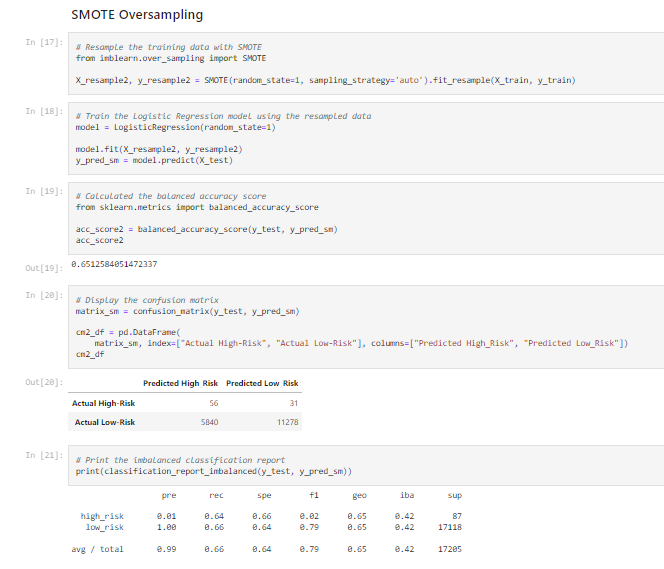 SMOTE Oversampling
In [17]:
# Resample the training data with SMOTE
from imblearn.over_sampling import SMOTE
X_resample2, y_resample2 = SMOTE(random_state=1, sampling_strategy='auto').fit_resample(X_train, y_train)
In [18]:
# Train the Logistic Regression model using the resampled data
model = LogisticRegression(random_state=1)
model.fit(X_resample2, y_resample2)
y_pred_sm = model.predict(X_test)
In [19]:
# Calculated the balanced accuracy score
from sklearn.metrics import balanced_accuracy_score
acc_score2 = balanced_accuracy_score(y_test, y_pred_sm)
acc_score2
Out[19]: 0.6512584051472337
In [20]:
# Display the confusion matrix
matrix_sm = confusion_matrix(y_test, y_pred_sm)
cm2_df = pd.DataFrame(
matrix_sm, index=["Actual High-Risk", "Actual Low-Risk"], columns=["Predicted High_Risk", "Predicted Low_Risk"])
cm2_df
Out[20]:
Predicted High_Risk Predicted Low_Risk
Actual High-Risk 56 31
Actual Low-Risk 5840 11278
In [21]:
# Print the imbalanced classification report
print(classification_report_imbalanced(y_test, y_pred_sm))
pre rec spe f1 geo iba sup
high_risk 0.01 0.64 0.66 0.02 0.65 0.42 87
low_risk 1.00 0.66 0.64 0.79 0.65 0.42 17118
avg / total 0.99 0.66 0.64 0.79 0.65 0.42 17205